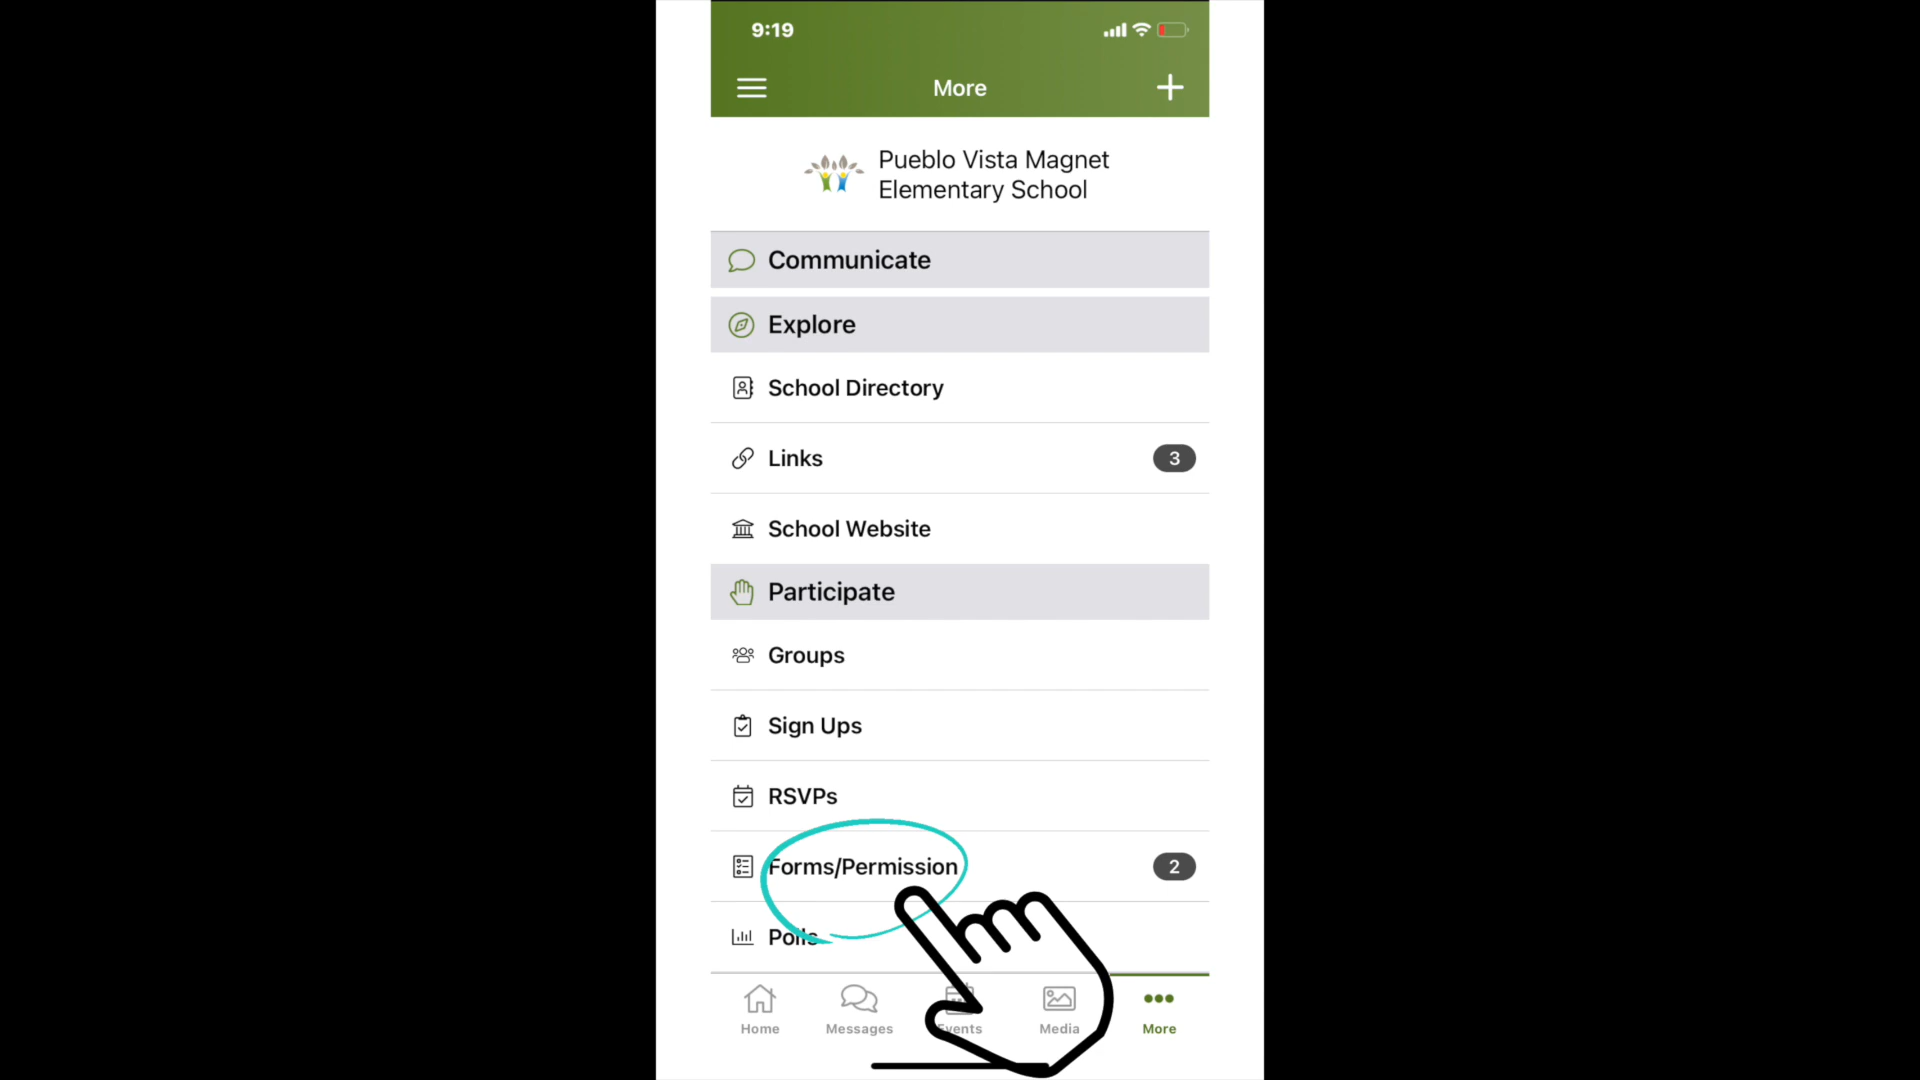 9:19
More
Pueblo Vista Magnet
Elementary School
Communicate
Explore
School Directory
Links
3
School Website
Participate
Groups
Sign Ups
RSVPs
Forms/Permission
2
Polls
Home
Messages
Events
Media
More